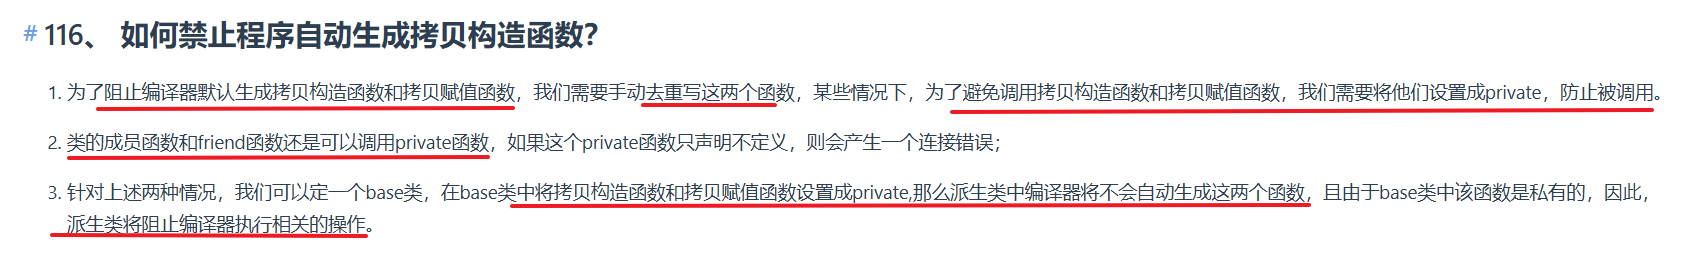 # 116、 如何禁止程序自动生成拷贝构造函数？
1. 为了阻止编译器默认生成拷贝构造函数和拷贝赋值函数，我们需要手动去重写这两个函数，某些情况下，为了避免调用拷贝构造函数和拷贝赋值函数，我们需要将他们设置成private，防止被调用。
2. 类的成员函数和friend函数还是可以调用private函数，如果这个private函数只声明不定义，则会产生一个连接错误；
3. 针对上述两种情况，我们可以定一个base类，在base类中将拷贝构造函数和拷贝赋值函数设置成private,那么派生类中编译器将不会自动生成这两个函数，且由于base类中该函数是私有的，因此，
派生类将阻止编译器执行相关的操作。